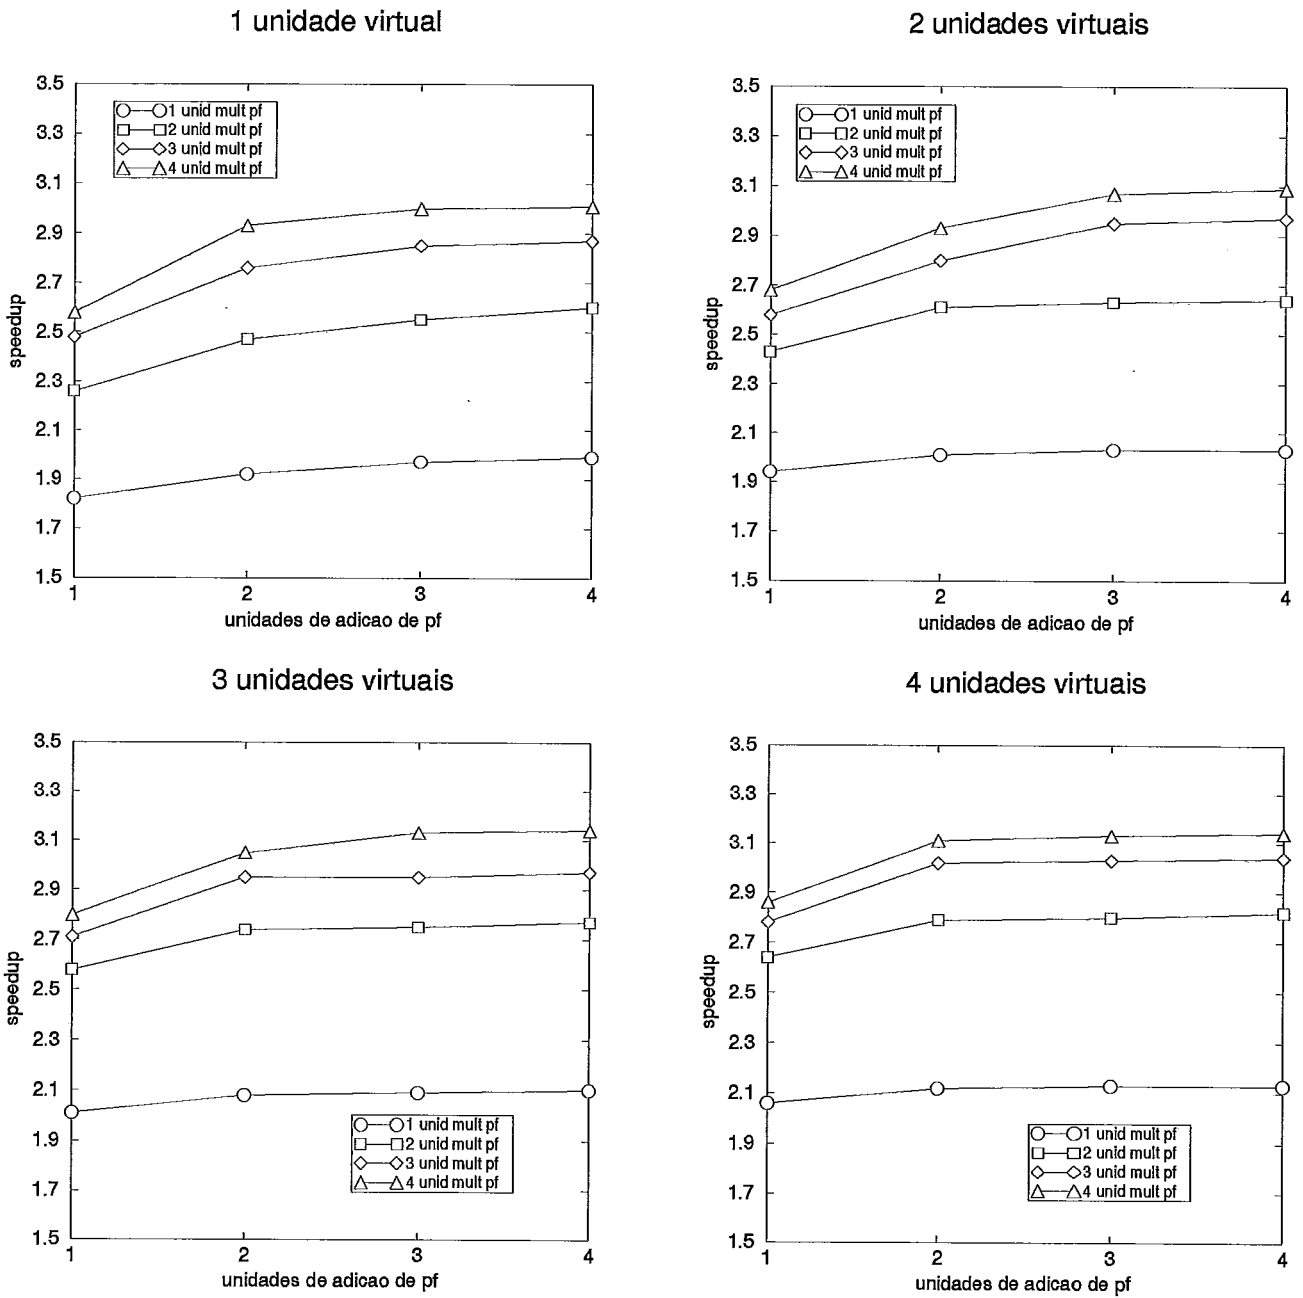 1 unidade virtual
3.5
3.3
3.1
2.9
2.7
2.5
2.3
2.1
1.9
1.7
1.5
speedup
1 unid mult pf
2 unid mult pf
3 unid mult pf
4 unid mult pf
1
2
3
4
unidades de adicao de pf
2 unidades virtuais
3.5
3.3
3.1
2.9
2.7
2.5
2.3
2.1
1.9
1.7
1.5
speedup
1 unid mult pf
2 unid mult pf
3 unid mult pf
4 unid mult pf
1
2
3
4
unidades de adicao de pf
3 unidades virtuais
3.5
3.3
3.1
2.9
2.7
2.5
2.3
2.1
1.9
1.7
1.5
speedup
1 unid mult pf
2 unid mult pf
3 unid mult pf
4 unid mult pf
1
2
3
4
unidades de adicao de pf
4 unidades virtuais
3.5
3.3
3.1
2.9
2.7
2.5
2.3
2.1
1.9
1.7
1.5
speedup
1 unid mult pf
2 unid mult pf
3 unid mult pf
4 unid mult pf
1
2
3
4
unidades de adicao de pf